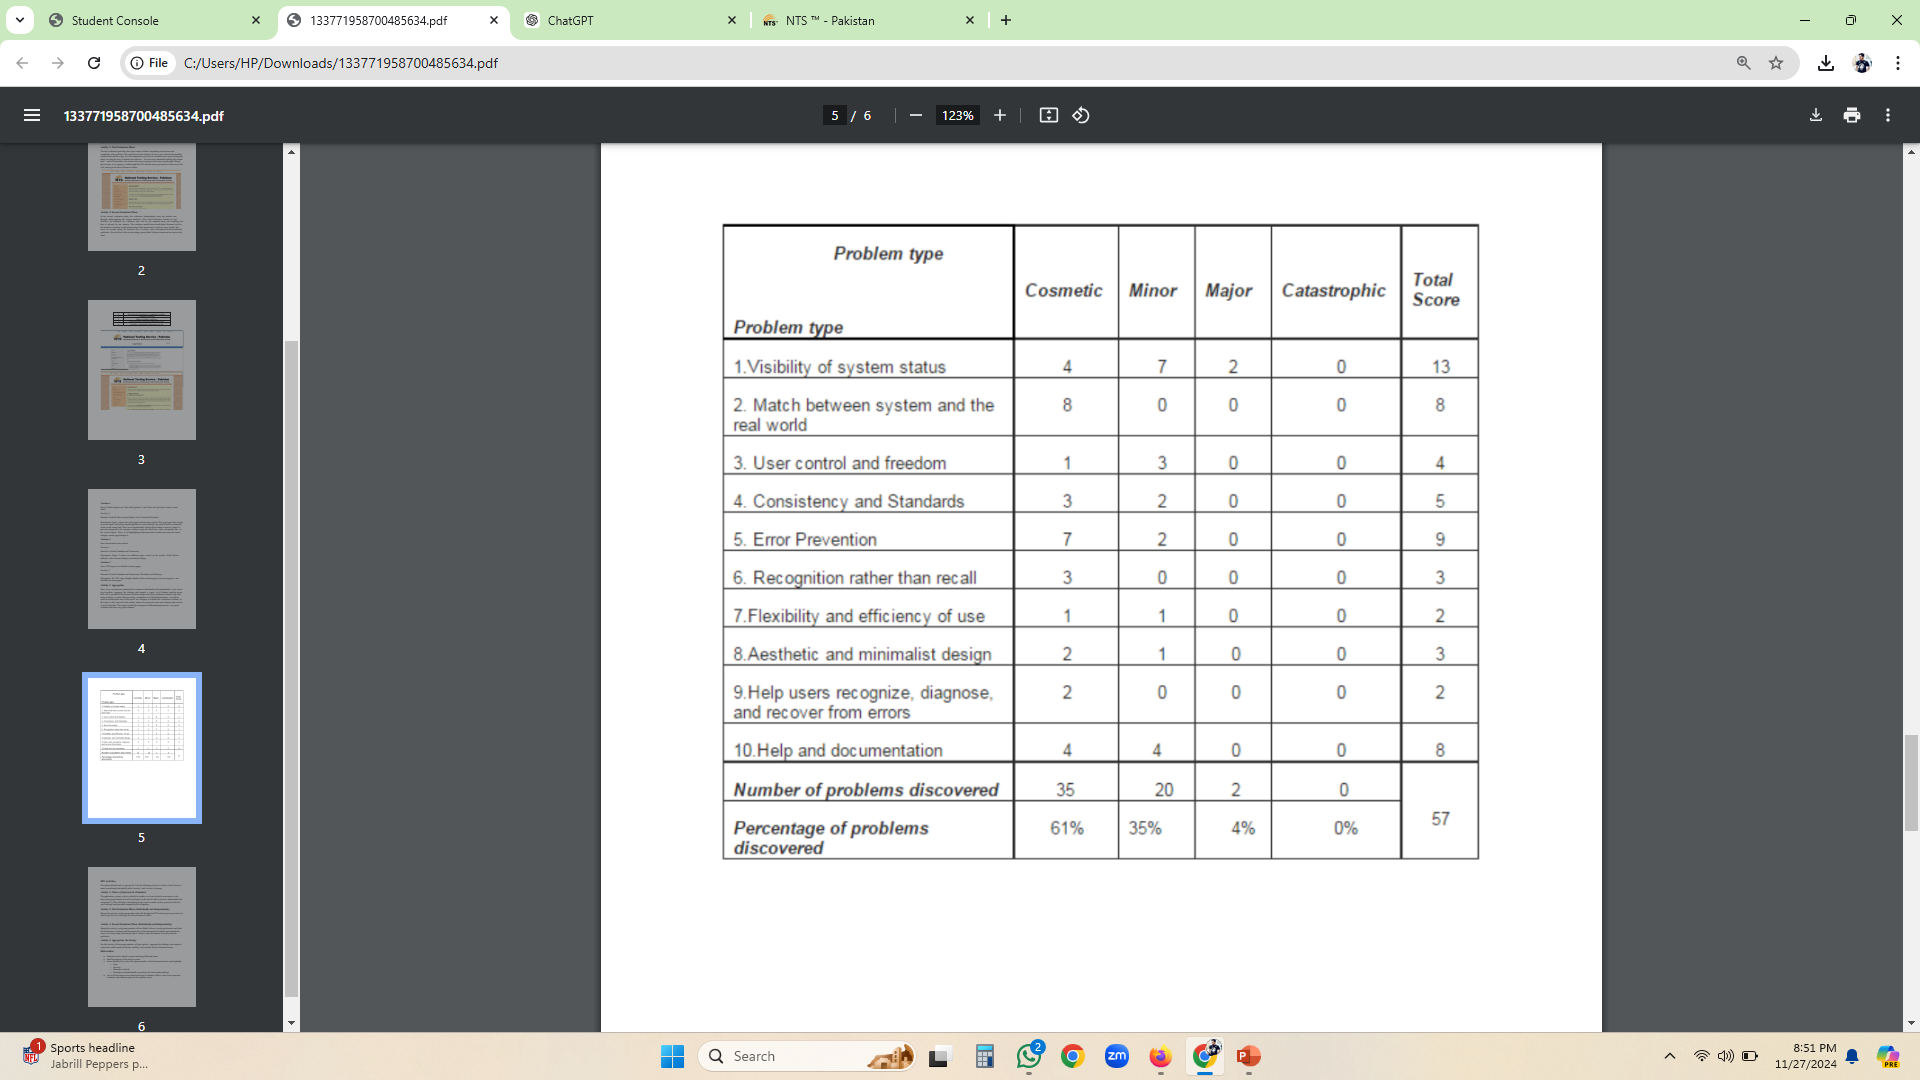 Student Console
133771958700485634.pdf
ChatGPT
NTS ™ - Pakistan
File
C:/Users/HP/Downloads/133771958700485634.pdf
133771958700485634.pdf
5 / 6
123%
2
3
4
5
6
Problem type
Cosmetic Minor Major Catastrophic Total Score
Problem type
1.Visibility of system status 4 7 2 0 13
2. Match between system and the 8 0 0 0 8
real world
3. User control and freedom 1 3 0 0 4
4. Consistency and Standards 3 2 0 0 5
5. Error Prevention 7 2 0 0 9
6. Recognition rather than recall 3 0 0 0 3
7.Flexibility and efficiency of use 1 1 0 0 2
8.Aesthetic and minimalist design 2 1 0 0 3
9.Help users recognize, diagnose, 2 0 0 0 2
and recover from errors
10.Help and documentation 4 4 0 0 8
Number of problems discovered 35 20 2 0
57
Percentage of problems 61% 35% 4% 0%
discovered
1
Sports headline
Jabrill Peppers p...
Search
2
zm
8:51 PM
11/27/2024
PRE